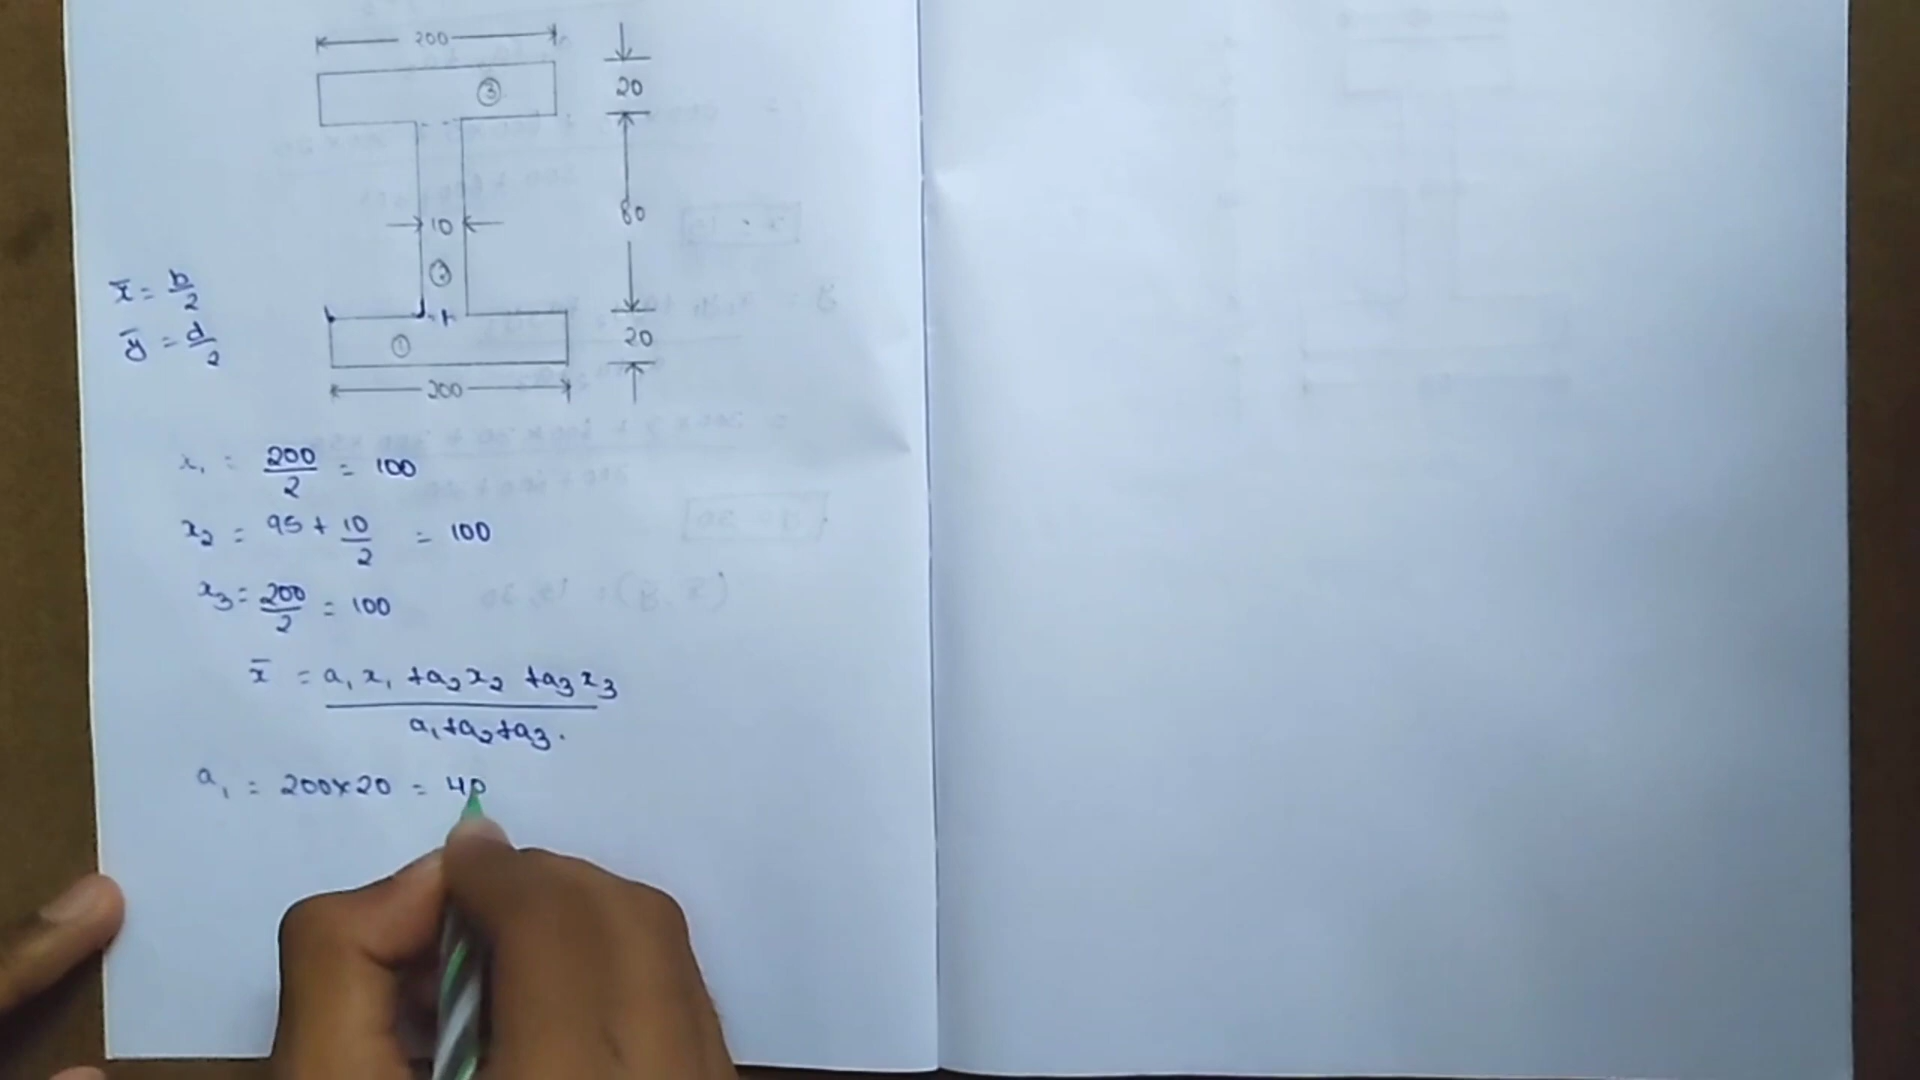 200
③
20
10
80
②
x̄ = b/2
ȳ = d/2
①
20
200
x₁ = 200/2 = 100
x₂ = 95 + 10/2 = 100
x₃ = 200/2 = 100
x̄ = a₁x₁ + a₂x₂ + a₃x₃
a₁+a₂+a₃.
a₁ = 200×20 = 40